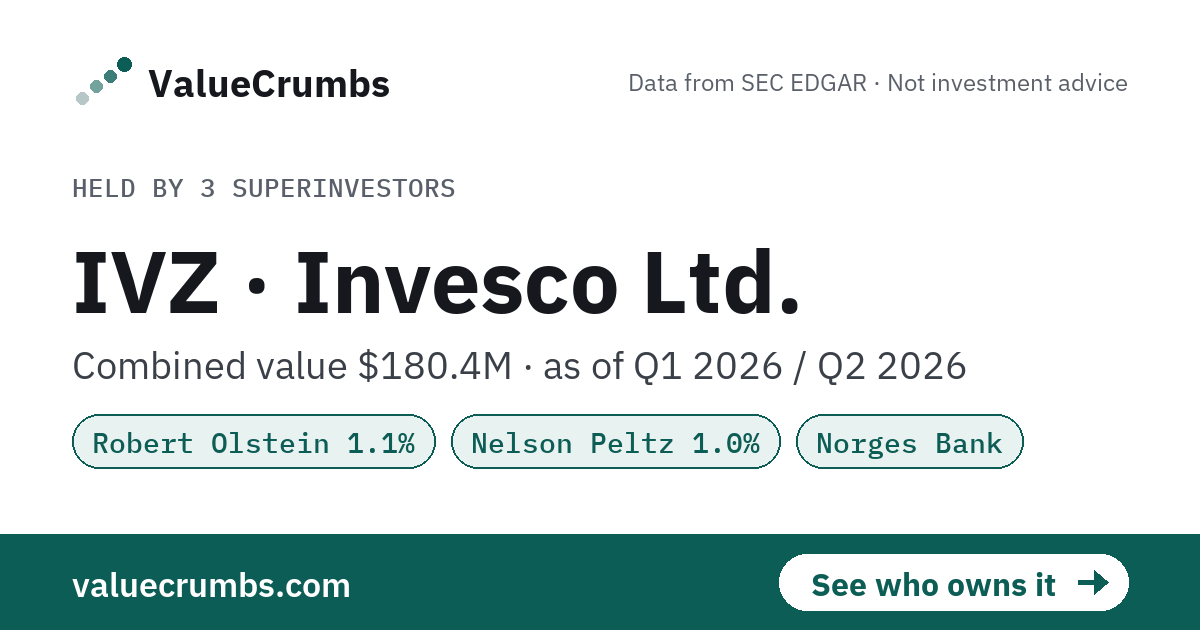 ValueCrumbs
Data from SEC EDGAR · Not investment advice
HELD BY 3 SUPERINVESTORS
IVZ · Invesco Ltd.
Combined value $180.4M · as of Q1 2026 / Q2 2026
Robert Olstein 1.1%
Nelson Peltz 1.0%
Norges Bank
valuecrumbs.com
See who owns it